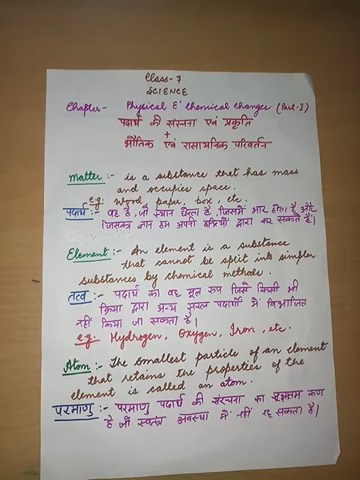 Class- 7
SCIENCE
Chapter- Physical & Chemical Changes (Part-I)
पदार्थ की संरचना एवं प्रकृति
+
भौतिक एवं रासायनिक परिवर्तन
Matter:- is a substance that has mass
and occupies space.
e.g. Wood, paper, box, etc.
पदार्थ:- वह है, जो स्थान घेरता है, जिसमें भार होता है और
जिसका ज्ञान हम अपनी इंद्रियों द्वारा कर सकते हैं।
Element:- An element is a substance
that cannot be split into simpler
substances by chemical methods.
तत्व:- पदार्थ का वह मूल रूप जिसे किसी भी
क्रिया द्वारा अन्य सरल पदार्थों में विभाजित
नहीं किया जा सकता है।
e.g. Hydrogen, Oxygen, Iron, etc.
Atom:- The smallest particle of an element
that retains the properties of the
element is called an atom.
परमाणु:- परमाणु पदार्थ की संरचना का सूक्ष्मतम कण
है जो स्वतंत्र अवस्था में नहीं रह सकता है।